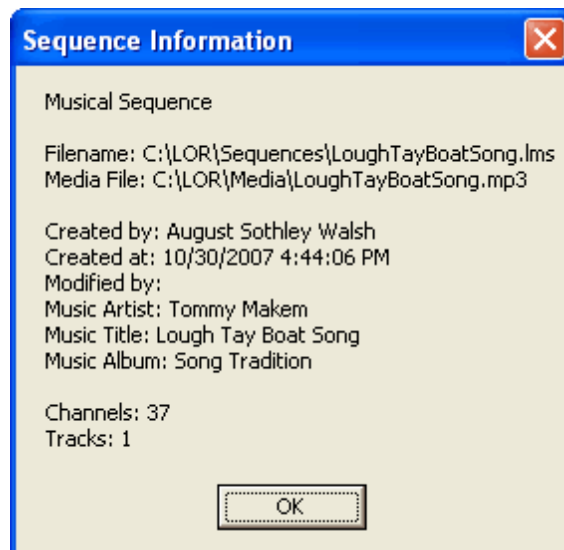 Sequence Information
Musical Sequence
Filename: C:\LOR\Sequences\LoughTayBoatSong.lms
Media File: C:\LOR\Media\LoughTayBoatSong.mp3
Created by: August Sothley Walsh
Created at: 10/30/2007 4:44:06 PM
Modified by:
Music Artist: Tommy Makem
Music Title: Lough Tay Boat Song
Music Album: Song Tradition
Channels: 37
Tracks: 1
OK